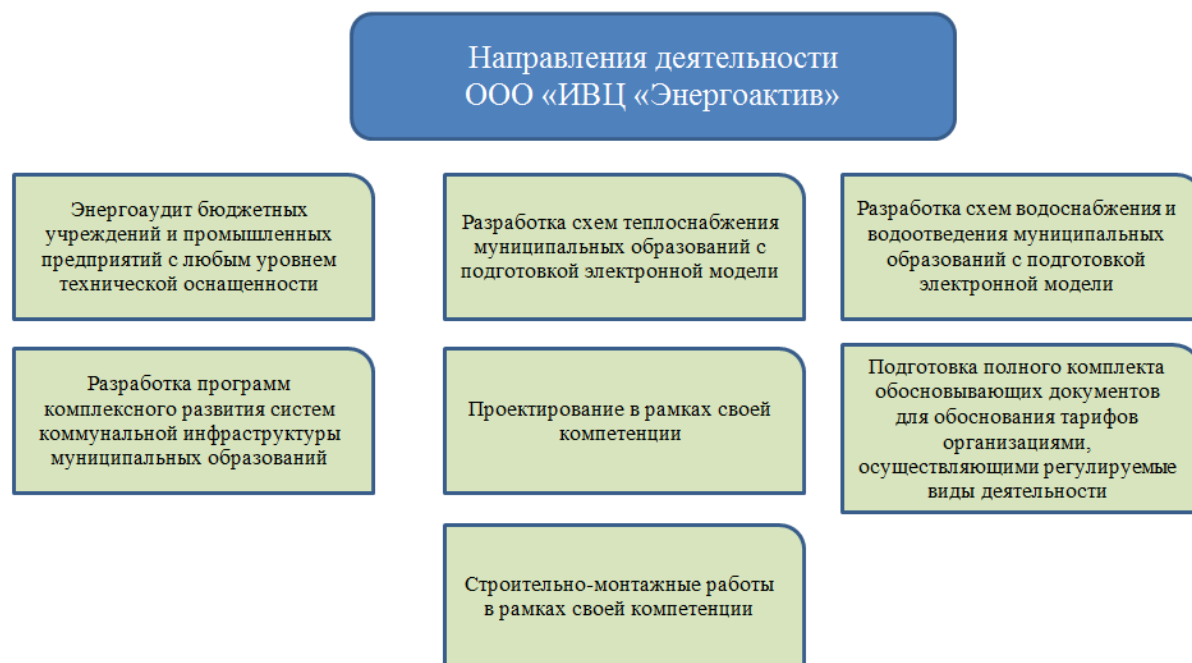 Направления деятельности
ООО «ИВЦ «Энергоактив»
Энергоаудит бюджетных
учреждений и промышленных
предприятий с любым уровнем
технической оснащенности
Разработка схем теплоснабжения
муниципальных образований с
подготовкой электронной модели
Разработка схем водоснабжения и
водоотведения муниципальных
образований с подготовкой
электронной модели
Разработка программ
комплексного развития систем
коммунальной инфраструктуры
муниципальных образований
Проектирование в рамках своей
компетенции
Подготовка полного комплекта
обосновывающих документов
для обоснования тарифов
организациями,
осуществляющими регулируемые
виды деятельности
Строительно-монтажные работы
в рамках своей компетенции